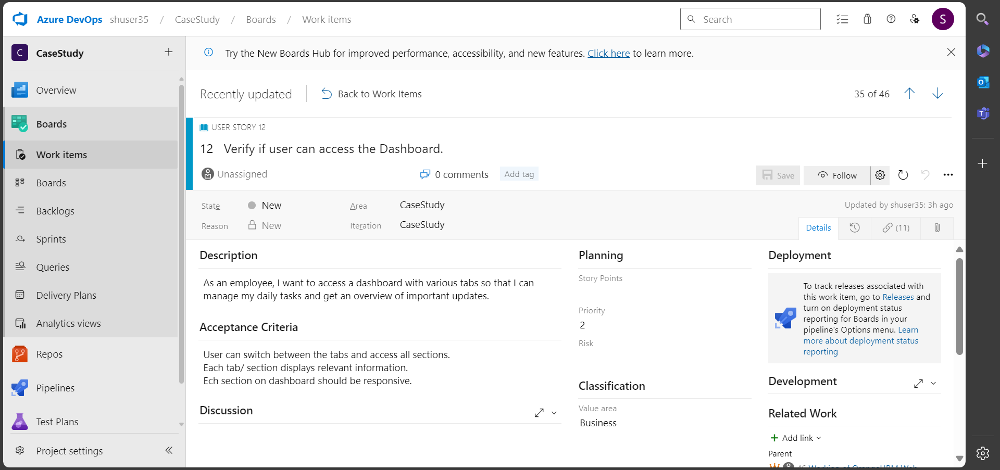 Azure DevOps shuser35 / CaseStudy / Boards / Work items
Search
S
C CaseStudy
Try the New Boards Hub for improved performance, accessibility, and new features. Click here to learn more.
Overview
Boards
Work items
Boards
Backlogs
Sprints
Queries
Delivery Plans
Analytics views
Repos
Pipelines
Test Plans
Project settings
Recently updated
Back to Work Items
35 of 46
USER STORY 12
12 Verify if user can access the Dashboard.
Unassigned
0 comments
Add tag
Save
Follow
State New
Area CaseStudy
Updated by shuser35: 3h ago
Reason New
Iteration CaseStudy
Details
(11)
Description
As an employee, I want to access a dashboard with various tabs so that I can
manage my daily tasks and get an overview of important updates.
Acceptance Criteria
User can switch between the tabs and access all sections.
Each tab/ section displays relevant information.
Ech section on dashboard should be responsive.
Discussion
Planning
Story Points
Priority
2
Risk
Classification
Value area
Business
Deployment
To track releases associated with
this work item, go to Releases and
turn on deployment status
reporting for Boards in your
pipeline's Options menu. Learn
more about deployment status
reporting
Development
Related Work
Add link
Parent
46 Working of OrangeHRM Web